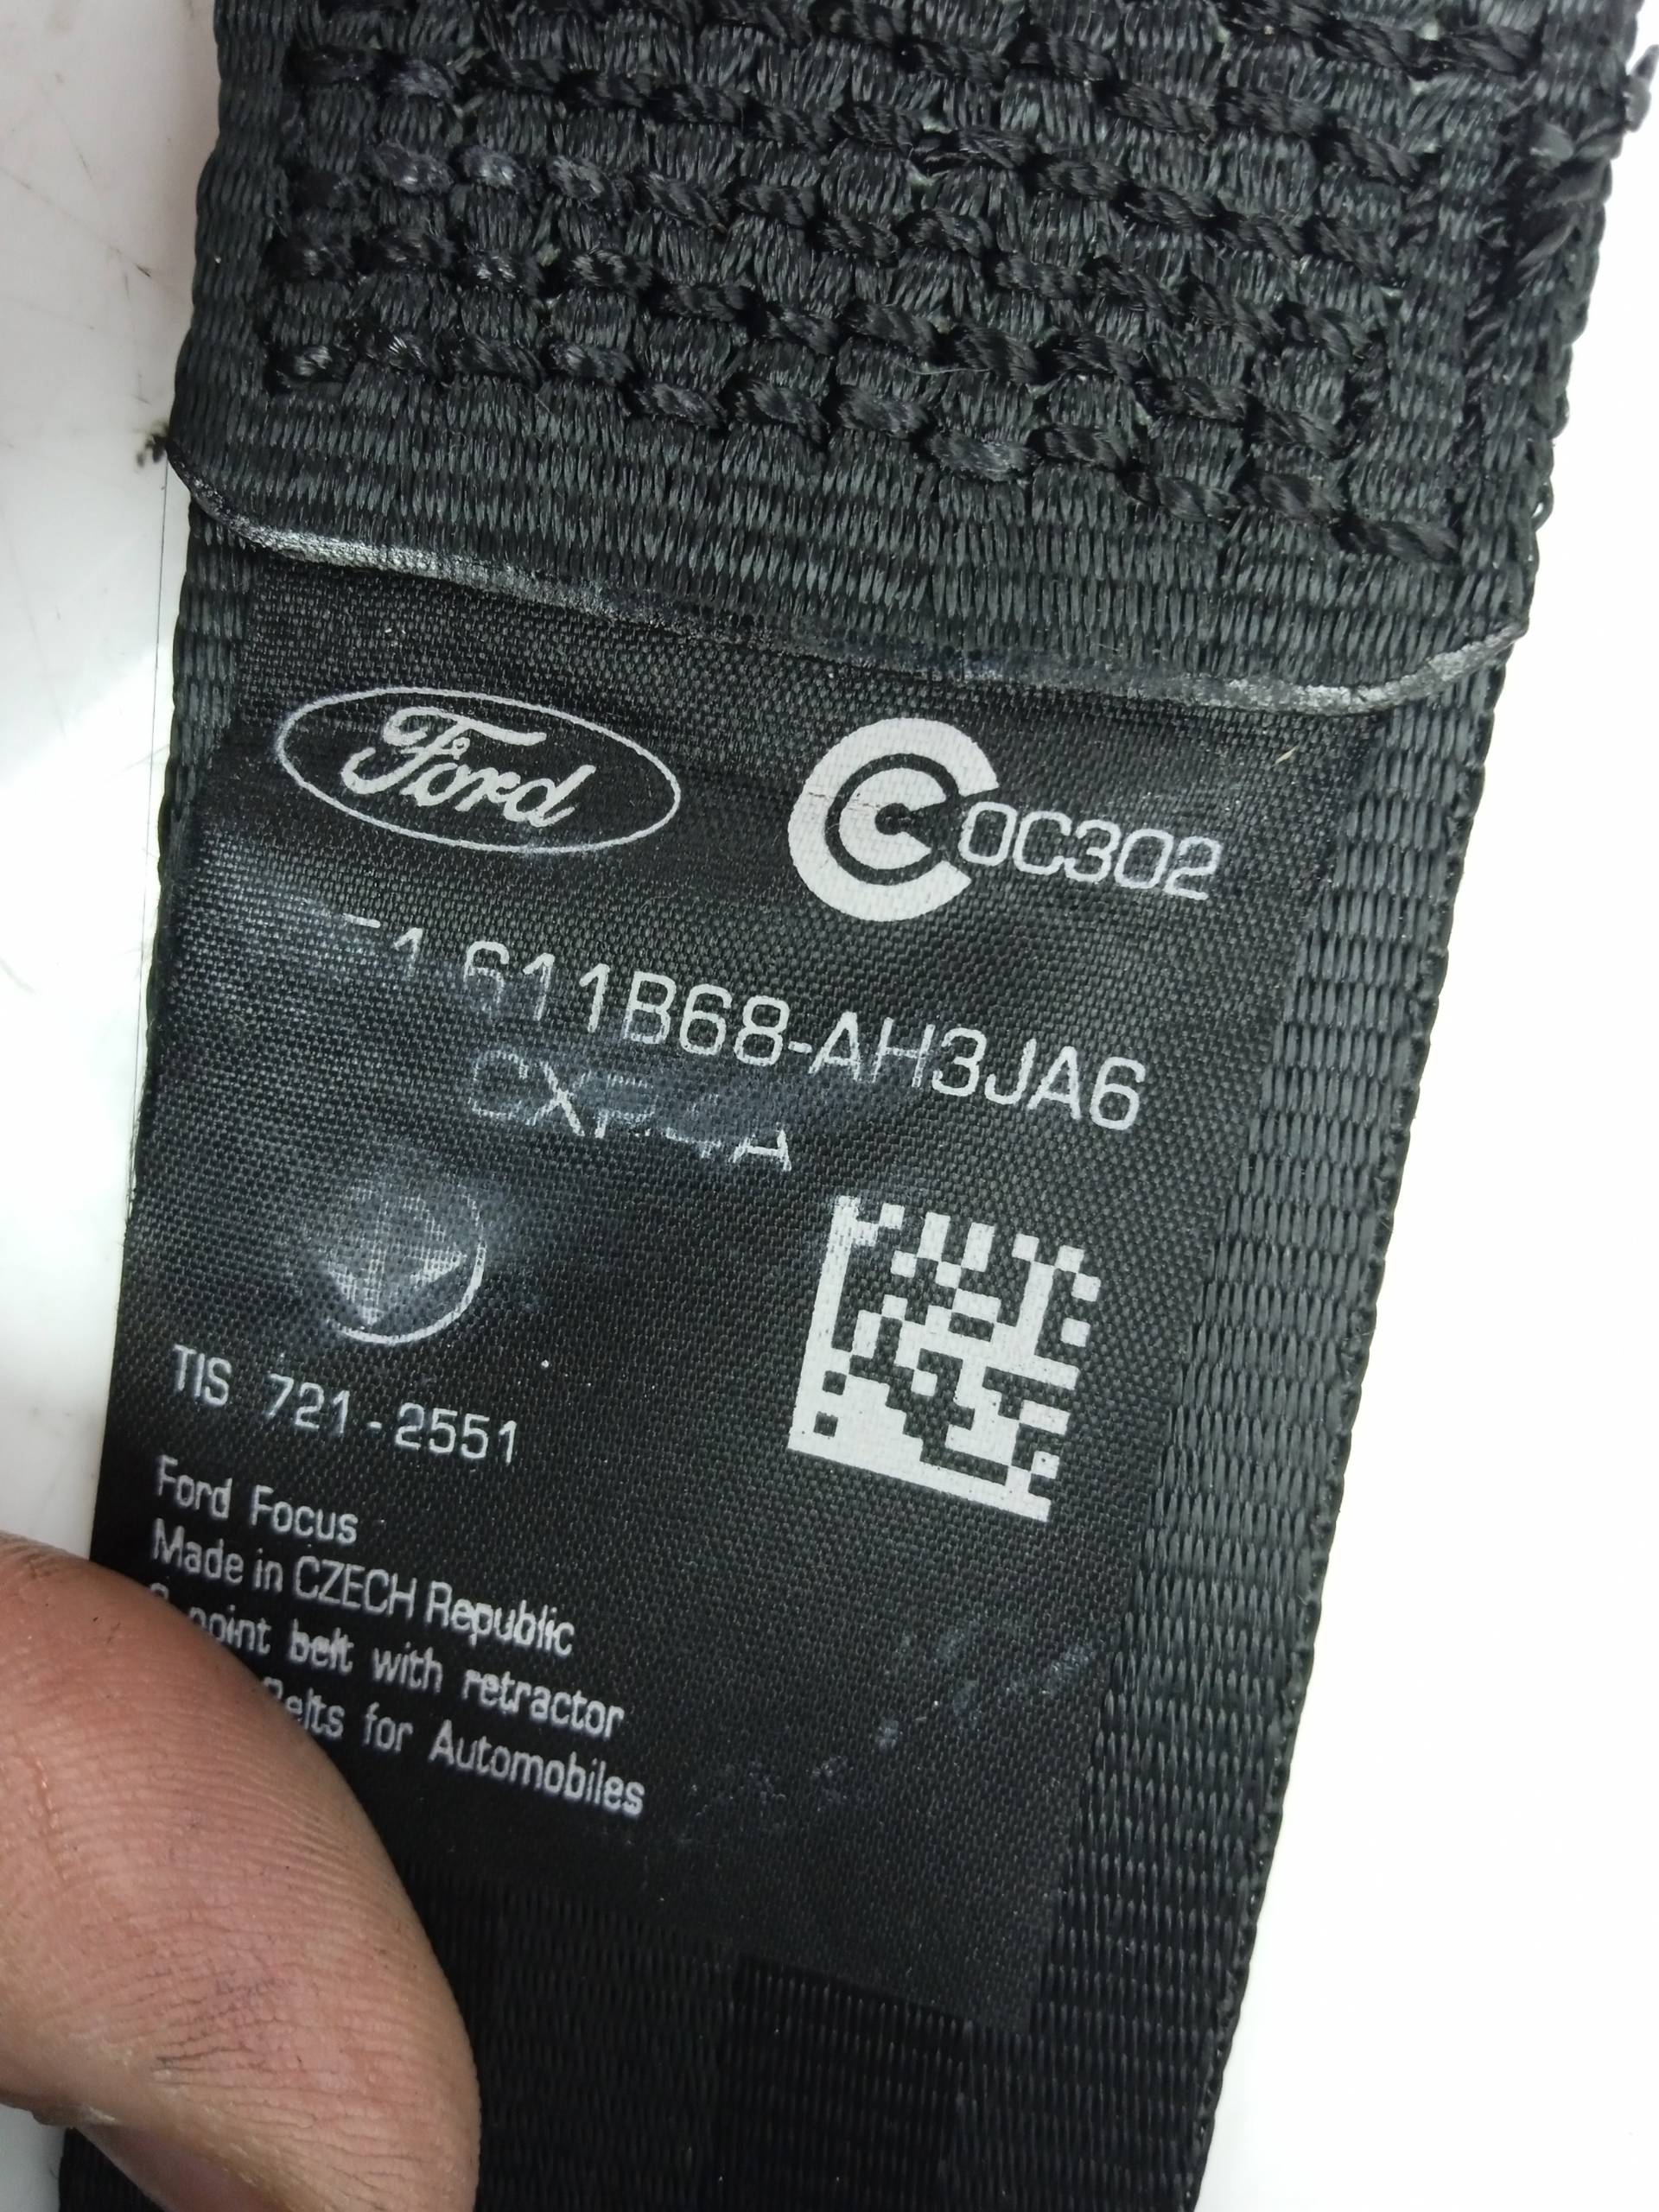 Ford
0C302
611B68-AH3JA6
TIS 721-2551
Ford Focus
Made in CZECH Republic
point belt with retractor
Belts for Automobiles